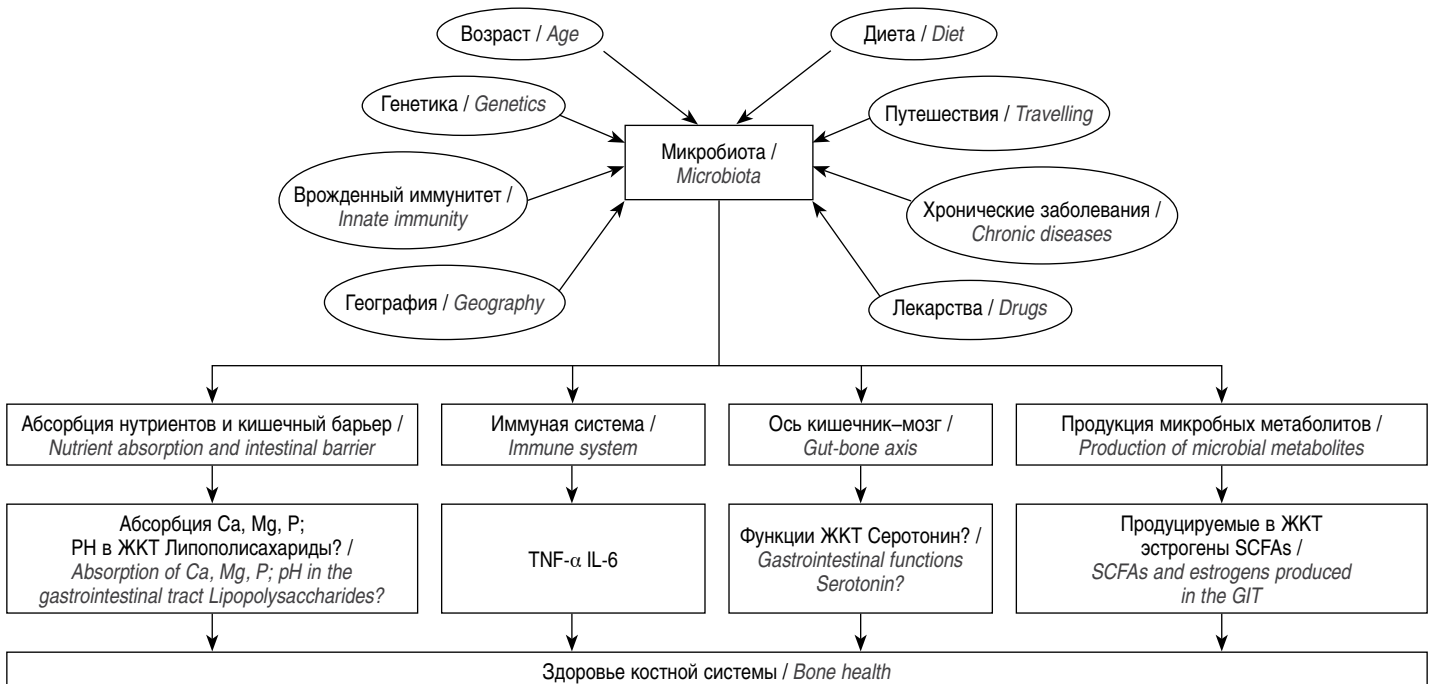 Возраст / Age
Диета / Diet
Генетика / Genetics
Путешествия / Travelling
Микробиота /
Microbiota
Врожденный иммунитет /
Innate immunity
Хронические заболевания /
Chronic diseases
География / Geography
Лекарства / Drugs
Абсорбция нутриентов и кишечный барьер /
Nutrient absorption and intestinal barrier
Иммуная система /
Immune system
Ось кишечник–мозг /
Gut-bone axis
Продукция микробных метаболитов /
Production of microbial metabolites
Абсорбция Ca, Mg, P;
PH в ЖКТ Липополисахариды? /
Absorption of Ca, Mg, P; pH in the
gastrointestinal tract Lipopolysaccharides?
TNF-α IL-6
Функции ЖКТ Серотонин? /
Gastrointestinal functions
Serotonin?
Продуцируемые в ЖКТ
эстрогены SCFAs /
SCFAs and estrogens produced
in the GIT
Здоровье костной системы / Bone health